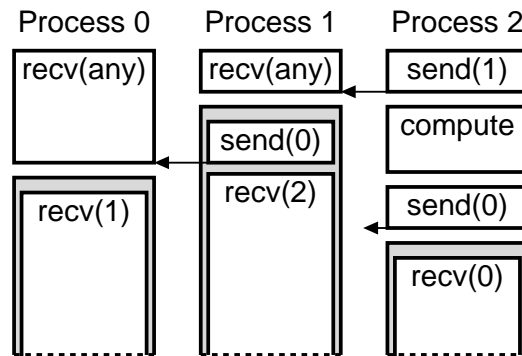 Process 0 Process 1 Process 2
recv(any) recv(any) send(1)
compute
send(0)
recv(2)
recv(1)
send(0)
recv(0)